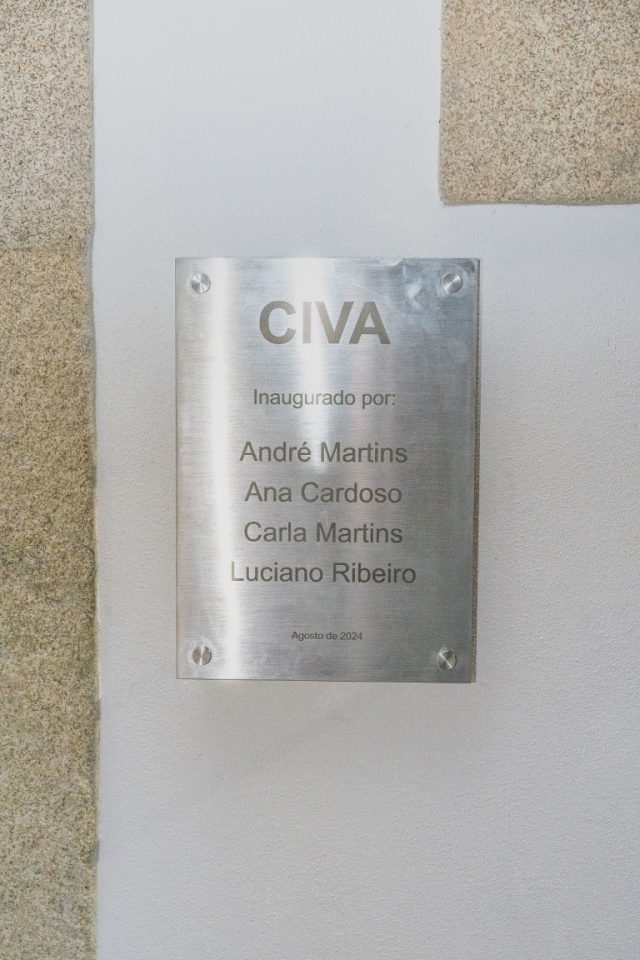 CIVA
Inaugurado por:
André Martins
Ana Cardoso
Carla Martins
Luciano Ribeiro
Agosto de 2024